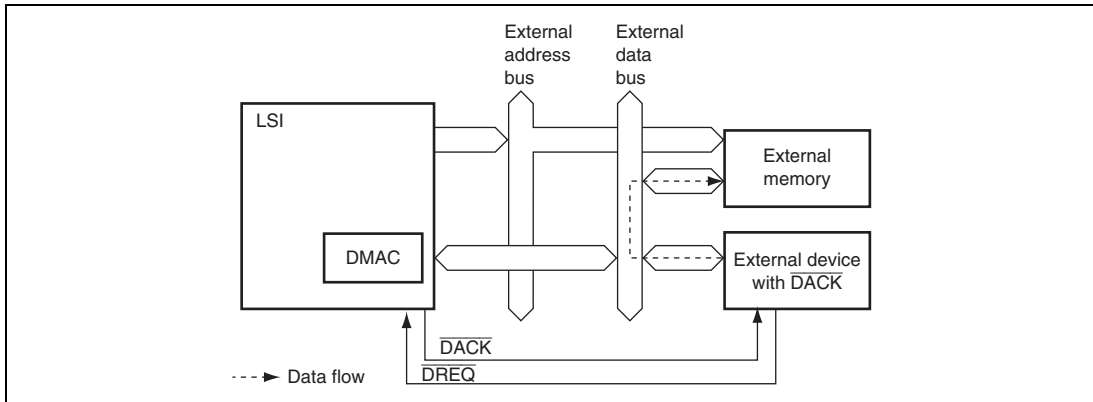 External
address
bus
External
data
bus
LSI
External
memory
DMAC
External device
with DACK
DACK
DREQ
Data flow